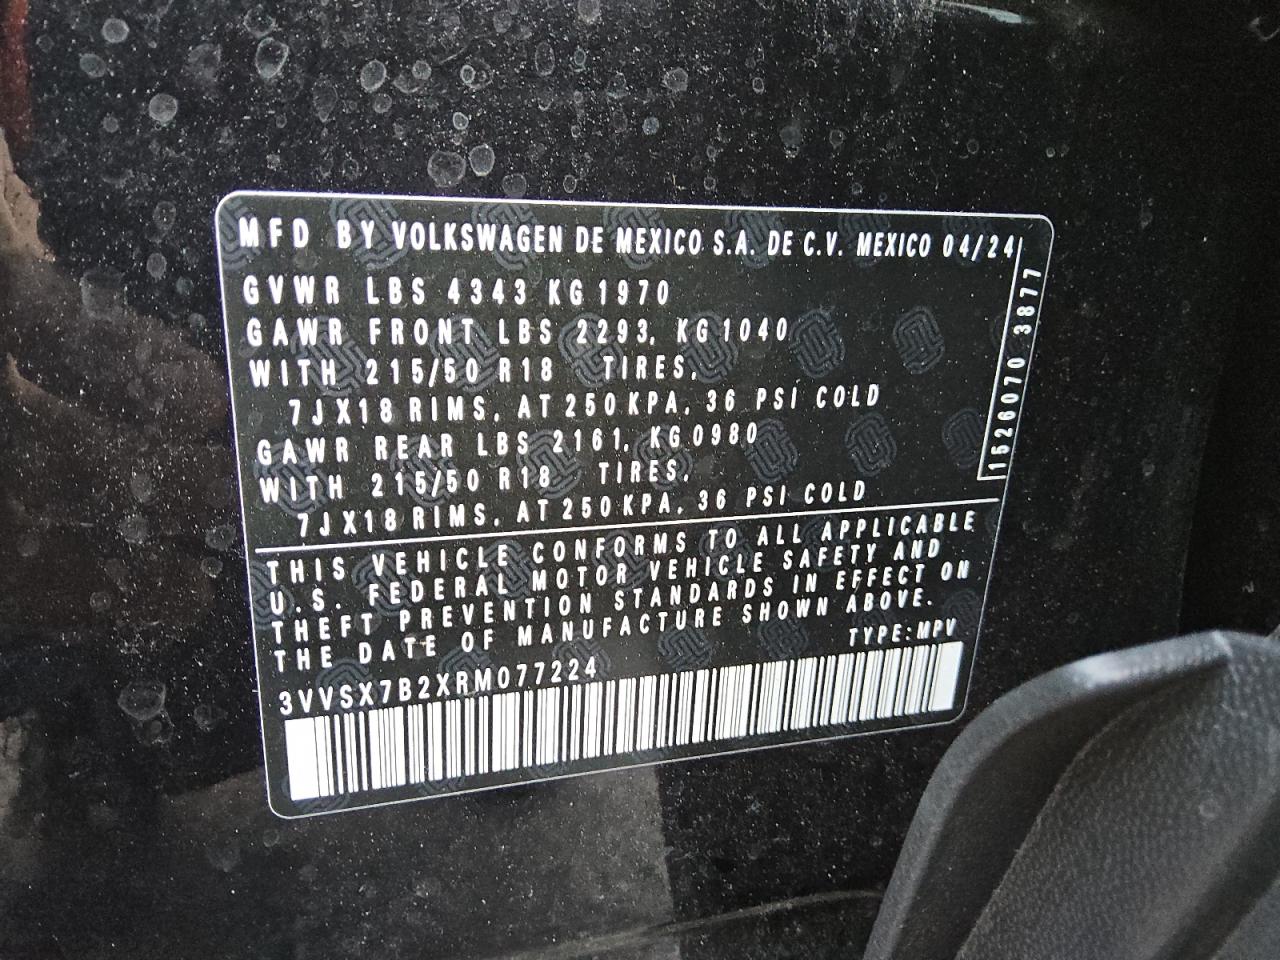 MFD BY VOLKSWAGEN DE MEXICO S.A. DE C.V. MEXICO 04/24
GVWR LBS 4343 KG 1970
GAWR FRONT LBS 2293, KG 1040
WITH 215/50 R18 TIRES,
7JX18 RIMS, AT 250 KPA, 36 PSI COLD
GAWR REAR LBS 2161, KG 0980
WITH 215/50 R18 TIRES,
7JX18 RIMS, AT 250 KPA, 36 PSI COLD
1526070 3877
THIS VEHICLE CONFORMS TO ALL APPLICABLE
U.S. FEDERAL MOTOR VEHICLE SAFETY AND
THEFT PREVENTION STANDARDS IN EFFECT ON
THE DATE OF MANUFACTURE SHOWN ABOVE.
TYPE: MPV
3VVSX7B2XRM077224